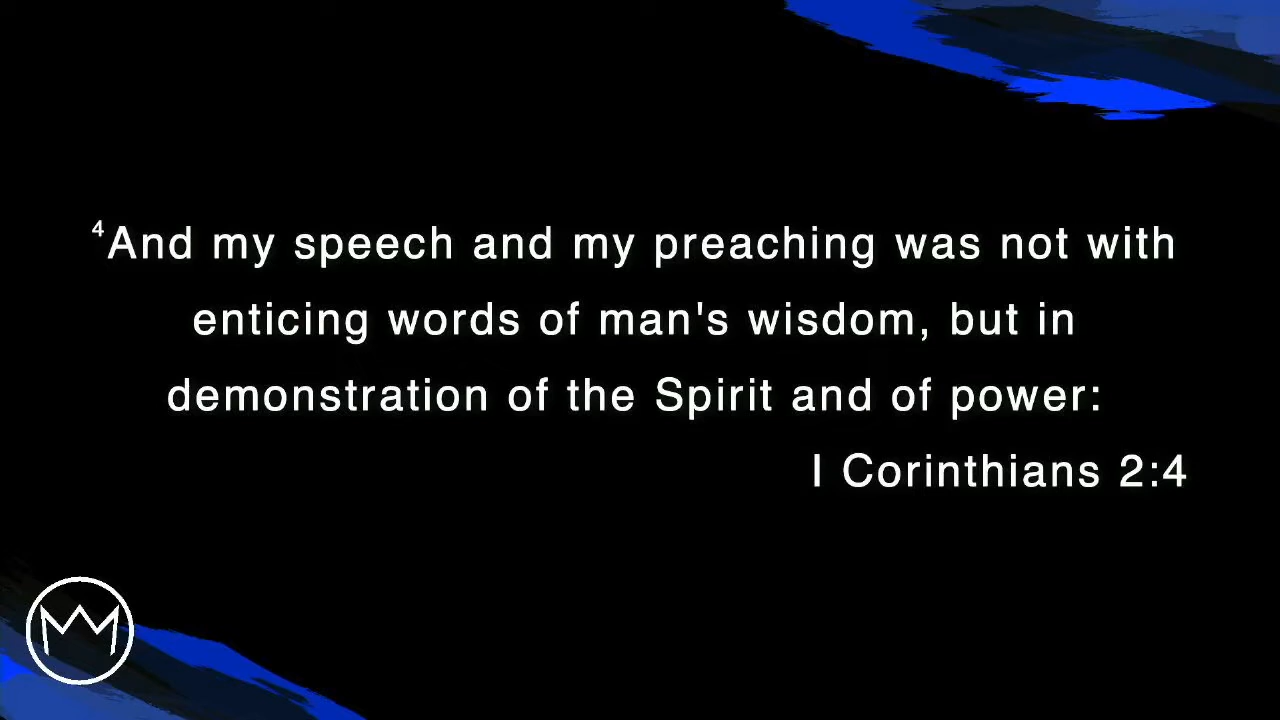 ⁴And my speech and my preaching was not with
enticing words of man's wisdom, but in
demonstration of the Spirit and of power:
I Corinthians 2:4